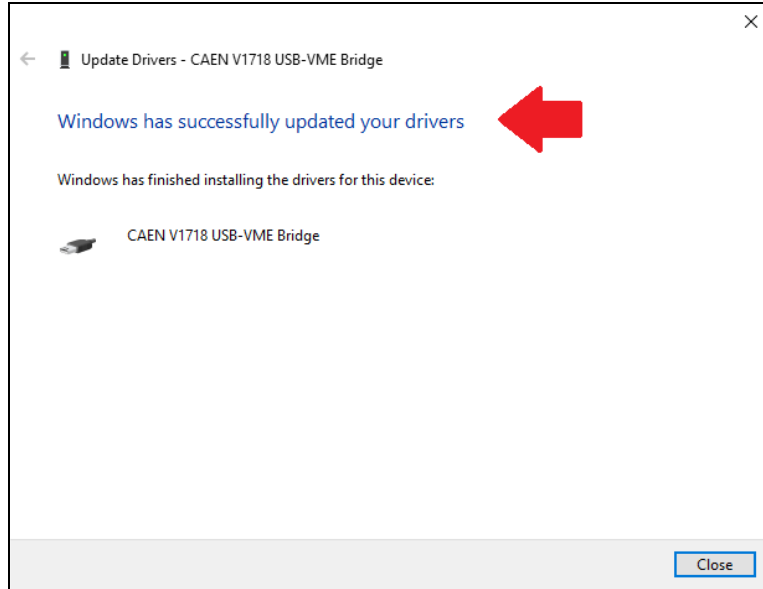 Update Drivers - CAEN V1718 USB-VME Bridge
Windows has successfully updated your drivers
Windows has finished installing the drivers for this device:
CAEN V1718 USB-VME Bridge
Close